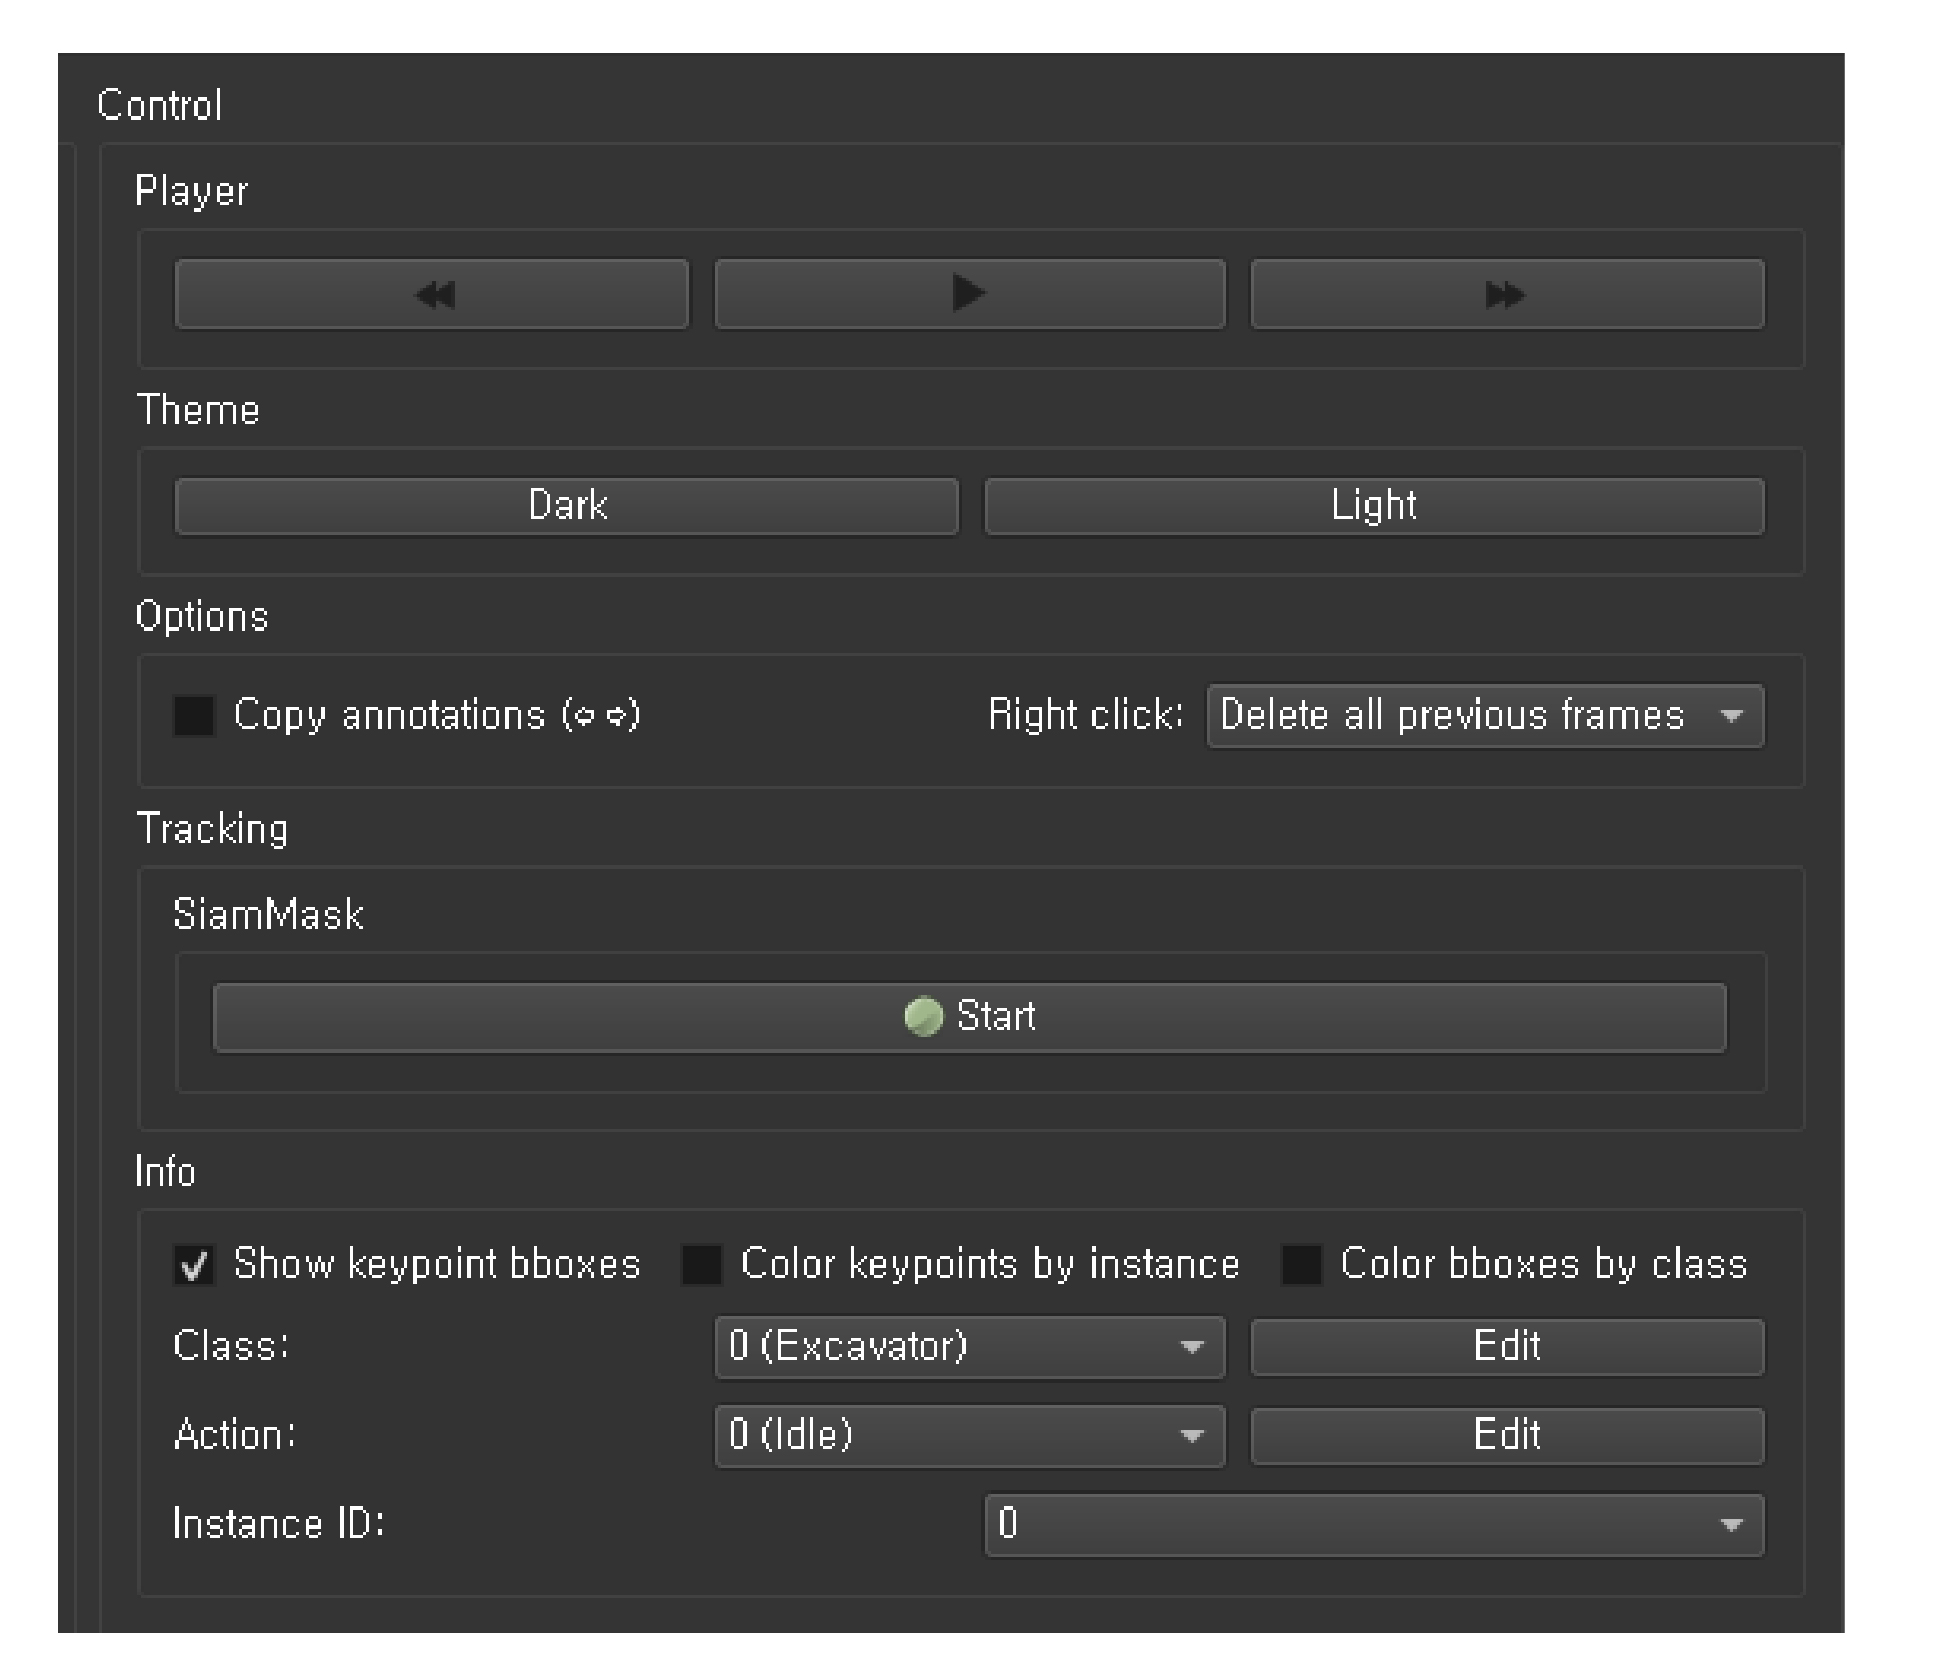 Control
Player
Theme
Dark Light
Options
Copy annotations (⇦ ⇨) Right click: Delete all previous frames
Tracking
SiamMask
Start
Info
Show keypoint bboxes Color keypoints by instance Color bboxes by class
Class: 0 (Excavator) Edit
Action: 0 (Idle) Edit
Instance ID: 0